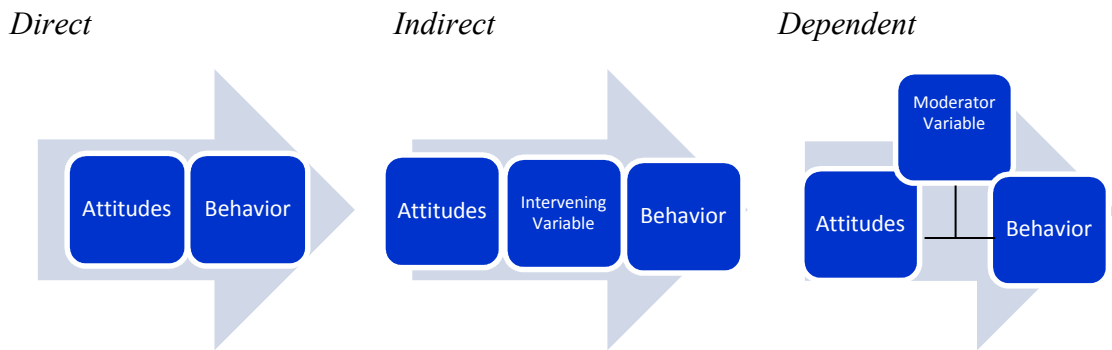 Direct
Indirect
Dependent
Attitudes
Behavior
Attitudes
Intervening
Variable
Behavior
Moderator
Variable
Attitudes
Behavior